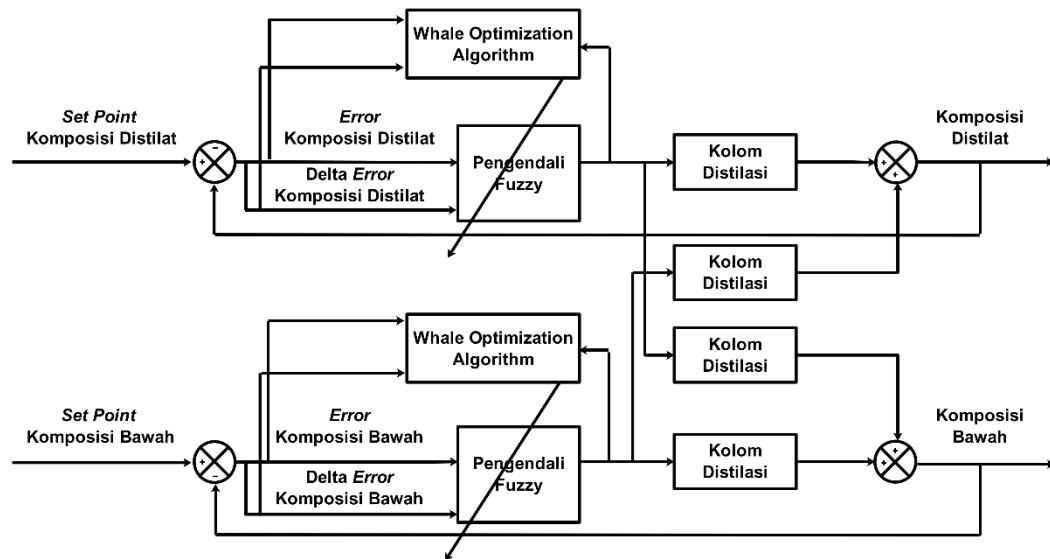 Whale Optimization
Algorithm
Set Point
Komposisi Distilat
Error
Komposisi Distilat
Delta Error
Komposisi Distilat
Pengendali
Fuzzy
Kolom
Distilasi
Komposisi
Distilat
Kolom
Distilasi
Whale Optimization
Algorithm
Kolom
Distilasi
Set Point
Komposisi Bawah
Error
Komposisi Bawah
Delta Error
Komposisi Bawah
Pengendali
Fuzzy
Kolom
Distilasi
Komposisi
Bawah